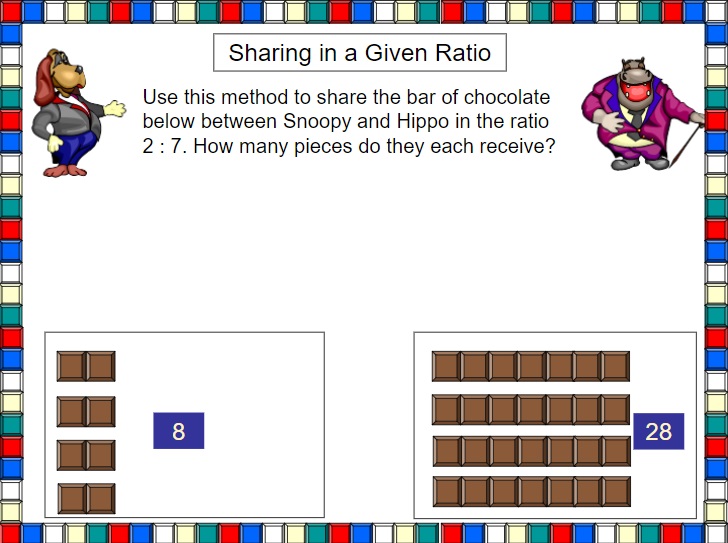 Sharing in a Given Ratio
Use this method to share the bar of chocolate
below between Snoopy and Hippo in the ratio
2 : 7. How many pieces do they each receive?
8
28